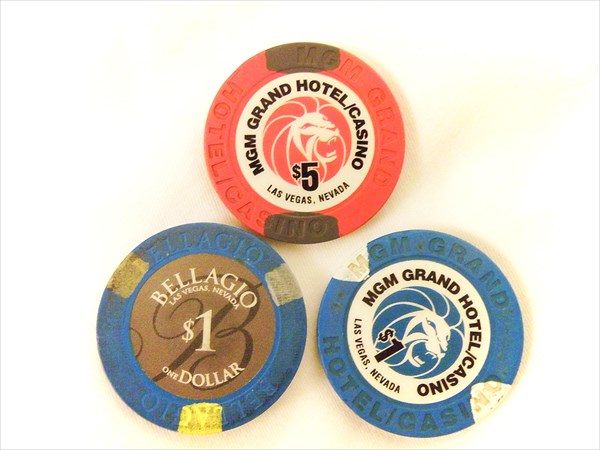 MGM GRAND
HOTEL/CASINO
MGM GRAND HOTEL/CASINO
$5
LAS VEGAS, NEVADA
BELLAGIO
BELLAGIO
LAS VEGAS, NEVADA
$1
ONE DOLLAR
MGM GRAND
HOTEL/CASINO
MGM GRAND HOTEL/CASINO
$1
LAS VEGAS, NEVADA